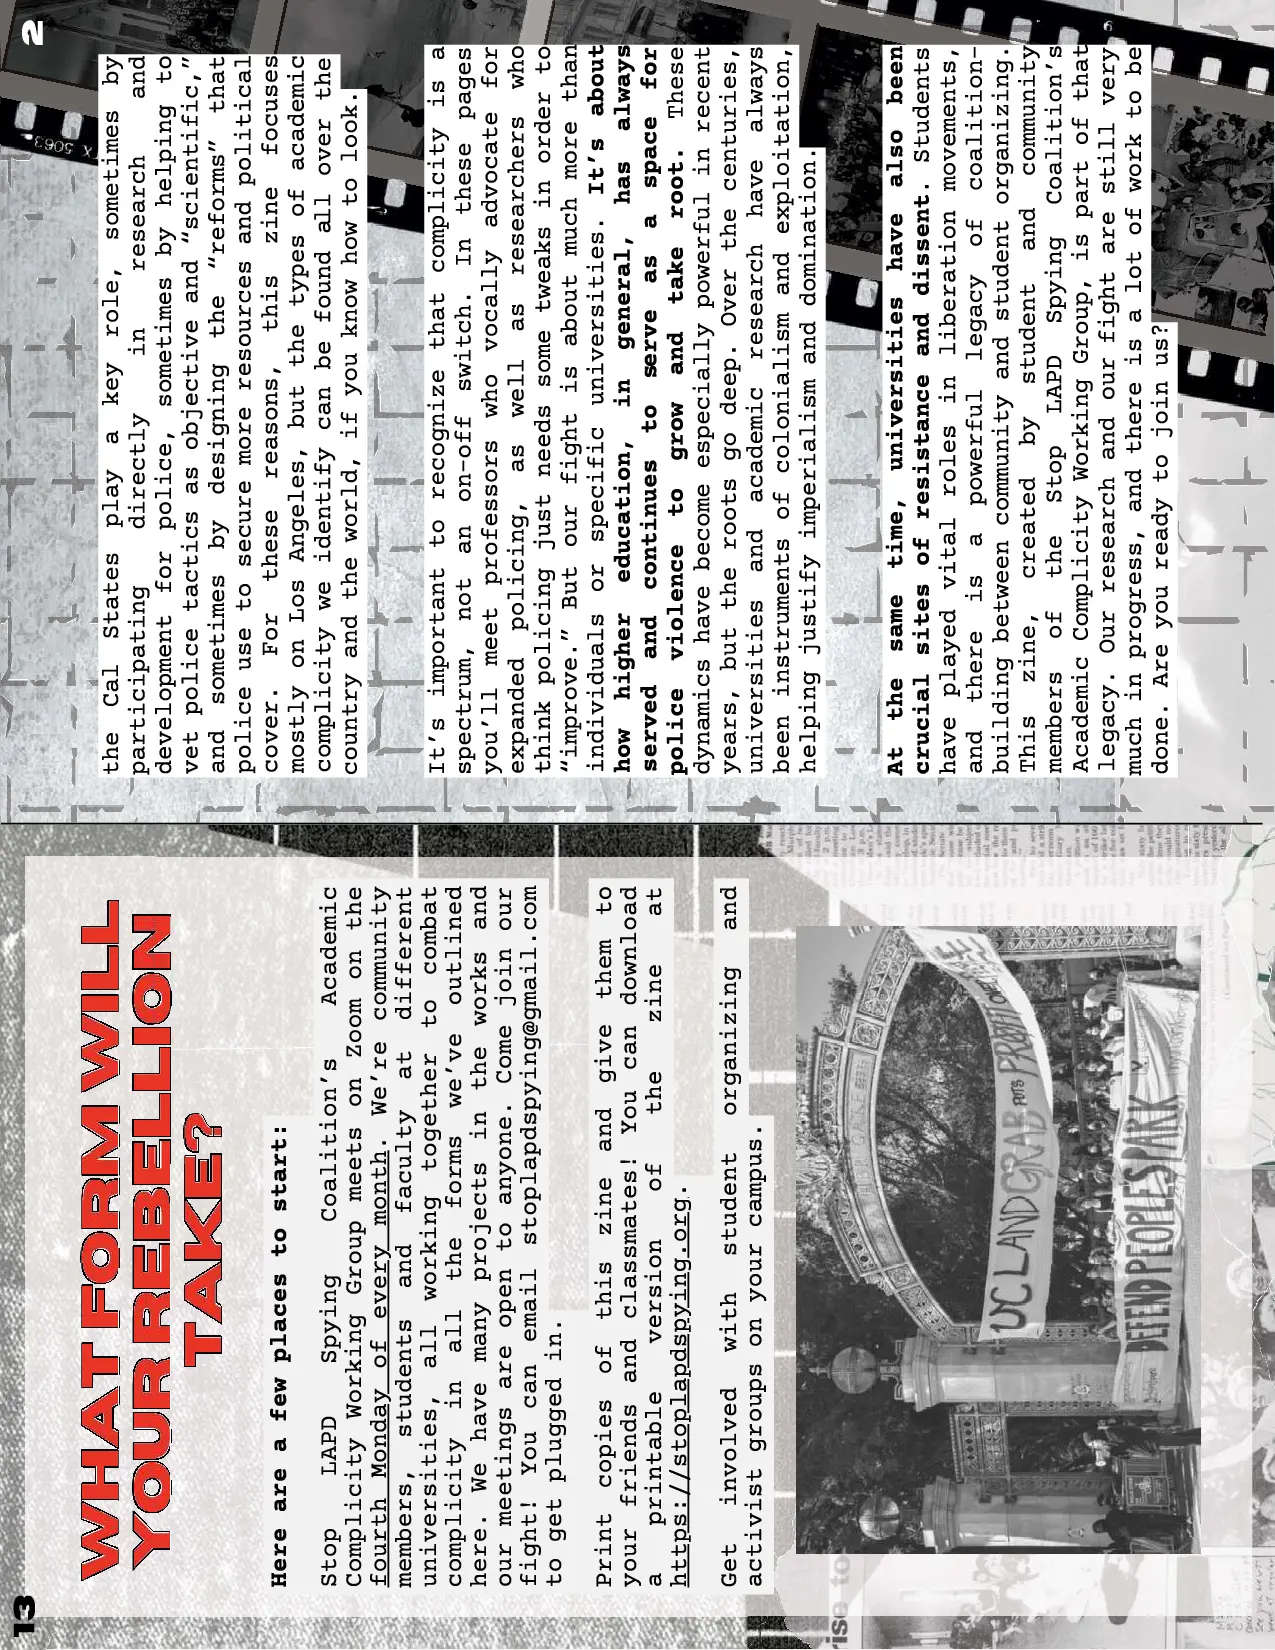 13
WHAT FORM WILL
YOUR REBELLION
TAKE?
Here are a few places to start:
Stop LAPD Spying Coalition's Academic
Complicity Working Group meets on Zoom on the
fourth Monday of every month. We're community
members, students and faculty at different
universities, all working together to combat
complicity in all the forms we've outlined
here. We have many projects in the works and
our meetings are open to anyone. Come join our
fight! You can email stoplapdspying@gmail.com
to get plugged in.
Print copies of this zine and give them to
your friends and classmates! You can download
a printable version of the zine at
https://stoplapdspying.org.
Get involved with student organizing and
activist groups on your campus.
UC LAND GRAB
DEFEND PEOPLES PARK
rise to
2
the Cal States play a key role, sometimes by
participating directly in research and
development for police, sometimes by helping to
vet police tactics as objective and “scientific,”
and sometimes by designing the “reforms” that
police use to secure more resources and political
cover. For these reasons, this zine focuses
mostly on Los Angeles, but the types of academic
complicity we identify can be found all over the
country and the world, if you know how to look.
It's important to recognize that complicity is a
spectrum, not an on-off switch. In these pages
you'll meet professors who vocally advocate for
expanded policing, as well as researchers who
think policing just needs some tweaks in order to
“improve.” But our fight is about much more than
individuals or specific universities. It's about
how higher education, in general, has always
served and continues to serve as a space for
police violence to grow and take root. These
dynamics have become especially powerful in recent
years, but the roots go deep. Over the centuries,
universities and academic research have always
been instruments of colonialism and exploitation,
helping justify imperialism and domination.
At the same time, universities have also been
crucial sites of resistance and dissent. Students
have played vital roles in liberation movements,
and there is a powerful legacy of coalition-
building between community and student organizing.
This zine, created by student and community
members of the Stop LAPD Spying Coalition's
Academic Complicity Working Group, is part of that
legacy. Our research and our fight are still very
much in progress, and there is a lot of work to be
done. Are you ready to join us?
TX 5063